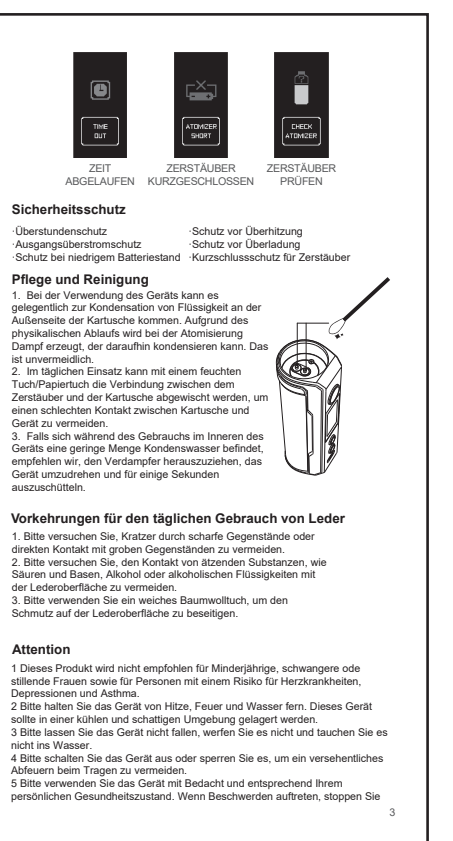 TIME
OUT
ATOMIZER
SHORT
CHECK
ATOMIZER
ZEIT
ABGELAUFEN
ZERSTÄUBER
KURZGESCHLOSSEN
ZERSTÄUBER
PRÜFEN
Sicherheitsschutz
·Überstundenschutz ·Schutz vor Überhitzung
·Ausgangsüberstromschutz ·Schutz vor Überladung
·Schutz bei niedrigem Batteriestand ·Kurzschlussschutz für Zerstäuber
Pflege und Reinigung
1. Bei der Verwendung des Geräts kann es
gelegentlich zur Kondensation von Flüssigkeit an der
Außenseite der Kartusche kommen. Aufgrund des
physikalischen Ablaufs wird bei der Atomisierung
Dampf erzeugt, der daraufhin kondensieren kann. Das
ist unvermeidlich.
2. Im täglichen Einsatz kann mit einem feuchten
Tuch/Papiertuch die Verbindung zwischen dem
Zerstäuber und der Kartusche abgewischt werden, um
einen schlechten Kontakt zwischen Kartusche und
Gerät zu vermeiden.
3. Falls sich während des Gebrauchs im Inneren des
Geräts eine geringe Menge Kondenswasser befindet,
empfehlen wir, den Verdampfer herauszuziehen, das
Gerät umzudrehen und für einige Sekunden
auszuschütteln.
Vorkehrungen für den täglichen Gebrauch von Leder
1. Bitte versuchen Sie, Kratzer durch scharfe Gegenstände oder
direkten Kontakt mit groben Gegenständen zu vermeiden.
2. Bitte versuchen Sie, den Kontakt von ätzenden Substanzen, wie
Säuren und Basen, Alkohol oder alkoholischen Flüssigkeiten mit
der Lederoberfläche zu vermeiden.
3. Bitte verwenden Sie ein weiches Baumwolltuch, um den
Schmutz auf der Lederoberfläche zu beseitigen.
Attention
1 Dieses Produkt wird nicht empfohlen für Minderjährige, schwangere ode
stillende Frauen sowie für Personen mit einem Risiko für Herzkrankheiten,
Depressionen und Asthma.
2 Bitte halten Sie das Gerät von Hitze, Feuer und Wasser fern. Dieses Gerät
sollte in einer kühlen und schattigen Umgebung gelagert werden.
3 Bitte lassen Sie das Gerät nicht fallen, werfen Sie es nicht und tauchen Sie es
nicht ins Wasser.
4 Bitte schalten Sie das Gerät aus oder sperren Sie es, um ein versehentliches
Abfeuern beim Tragen zu vermeiden.
5 Bitte verwenden Sie das Gerät mit Bedacht und entsprechend Ihrem
persönlichen Gesundheitszustand. Wenn Beschwerden auftreten, stoppen Sie
3